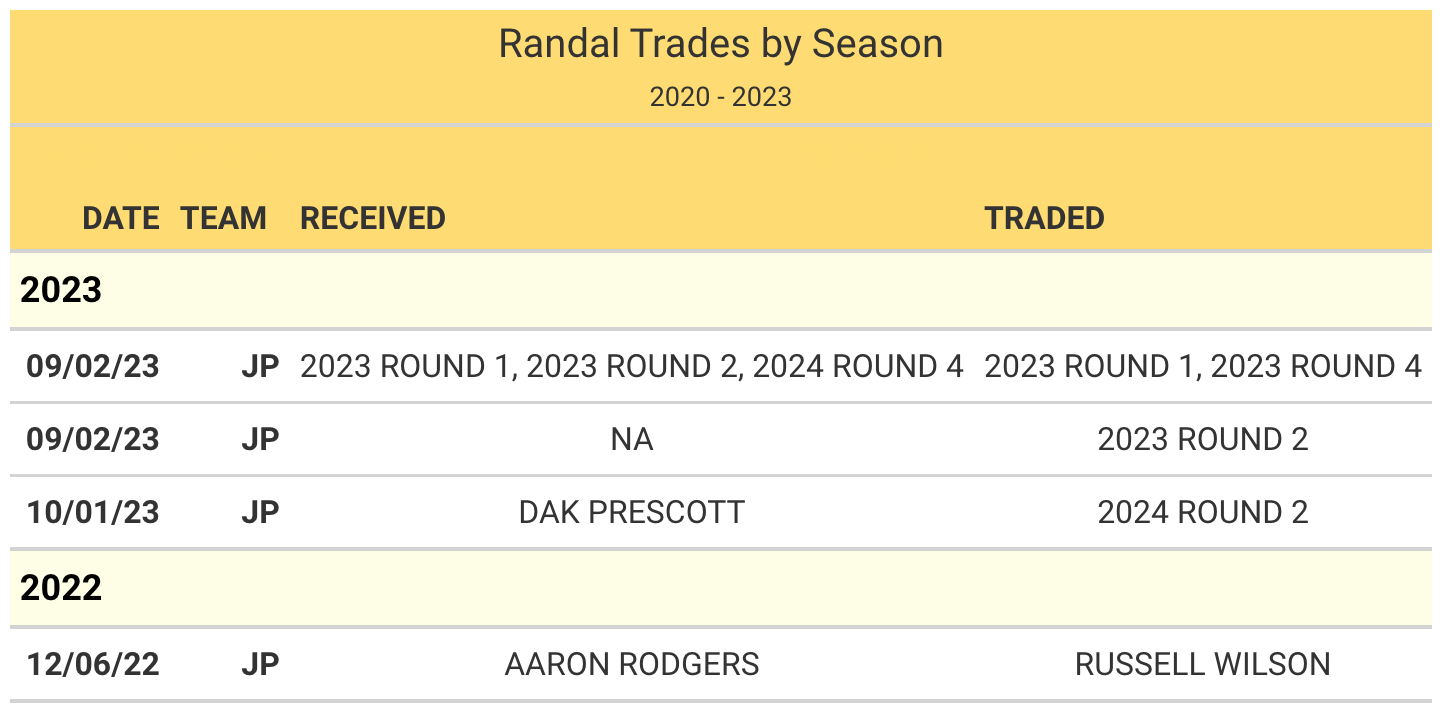 Randal Trades by Season
2020 - 2023
DATE TEAM RECEIVED TRADED
2023
09/02/23 JP 2023 ROUND 1, 2023 ROUND 2, 2024 ROUND 4 2023 ROUND 1, 2023 ROUND 4
09/02/23 JP NA 2023 ROUND 2
10/01/23 JP DAK PRESCOTT 2024 ROUND 2
2022
12/06/22 JP AARON RODGERS RUSSELL WILSON